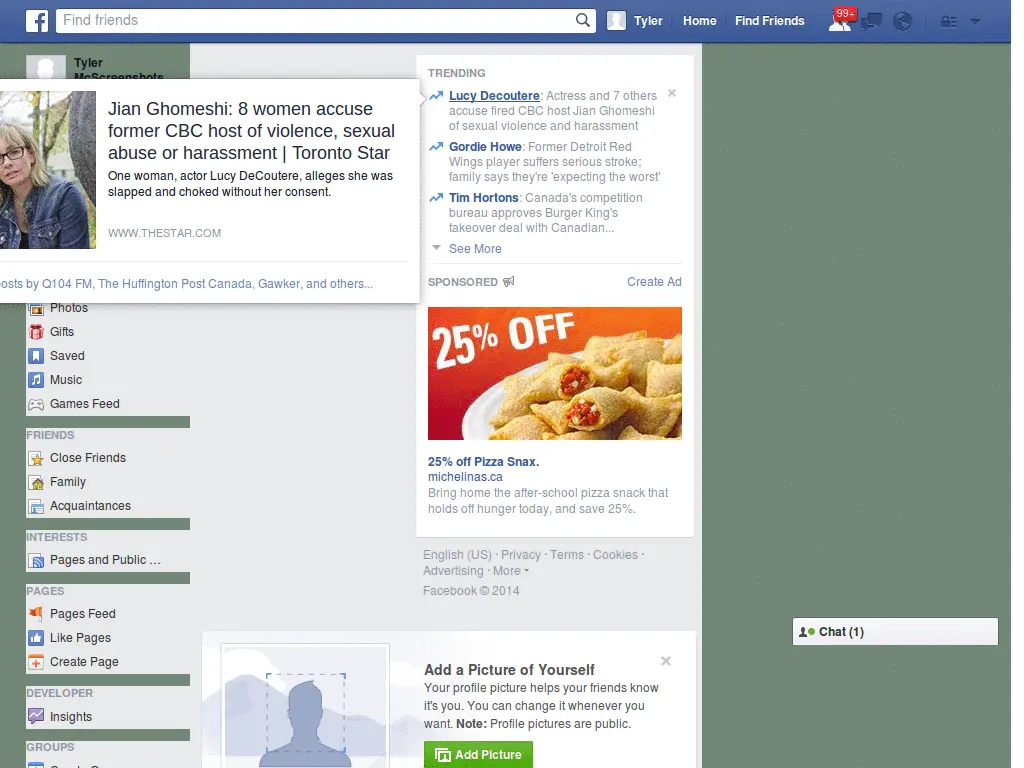 f
Find friends
Tyler
Home
Find Friends
99+
Tyler
McScreenshots
Jian Ghomeshi: 8 women accuse
former CBC host of violence, sexual
abuse or harassment | Toronto Star
One woman, actor Lucy DeCoutere, alleges she was
slapped and choked without her consent.
WWW.THESTAR.COM
osts by Q104 FM, The Huffington Post Canada, Gawker, and others...
Photos
Gifts
Saved
Music
Games Feed
FRIENDS
Close Friends
Family
Acquaintances
INTERESTS
Pages and Public ...
PAGES
Pages Feed
Like Pages
Create Page
DEVELOPER
Insights
GROUPS
TRENDING
Lucy Decoutere: Actress and 7 others
accuse fired CBC host Jian Ghomeshi
of sexual violence and harassment
Gordie Howe: Former Detroit Red
Wings player suffers serious stroke;
family says they're 'expecting the worst'
Tim Hortons: Canada's competition
bureau approves Burger King's
takeover deal with Canadian...
See More
SPONSORED
Create Ad
25% OFF
25% off Pizza Snax.
michelinas.ca
Bring home the after-school pizza snack that
holds off hunger today, and save 25%.
English (US) · Privacy · Terms · Cookies ·
Advertising · More
Facebook © 2014
Add a Picture of Yourself
Your profile picture helps your friends know
it's you. You can change it whenever you
want. Note: Profile pictures are public.
Add Picture
Chat (1)